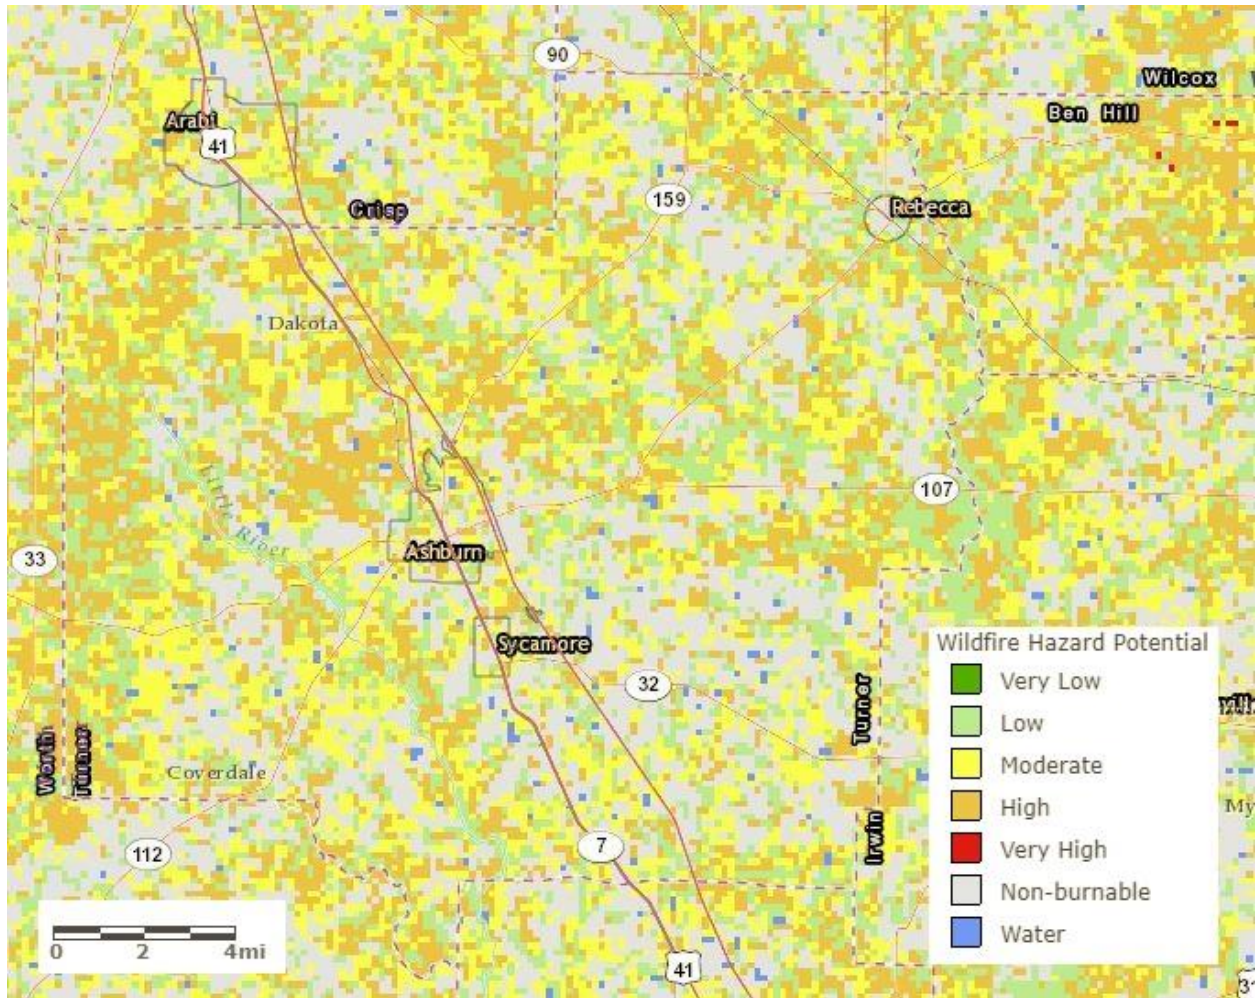 90
Wilcox
Ben Hill
Arabi
41
159
Crisp
Rebecca
Dakota
Little River
107
33
Ashburn
Sycamore
32
Worth
Turner
Turner
Irwin
Coverdale
112
7
41
My
0 2 4mi
Wildfire Hazard Potential
Very Low
Low
Moderate
High
Very High
Non-burnable
Water